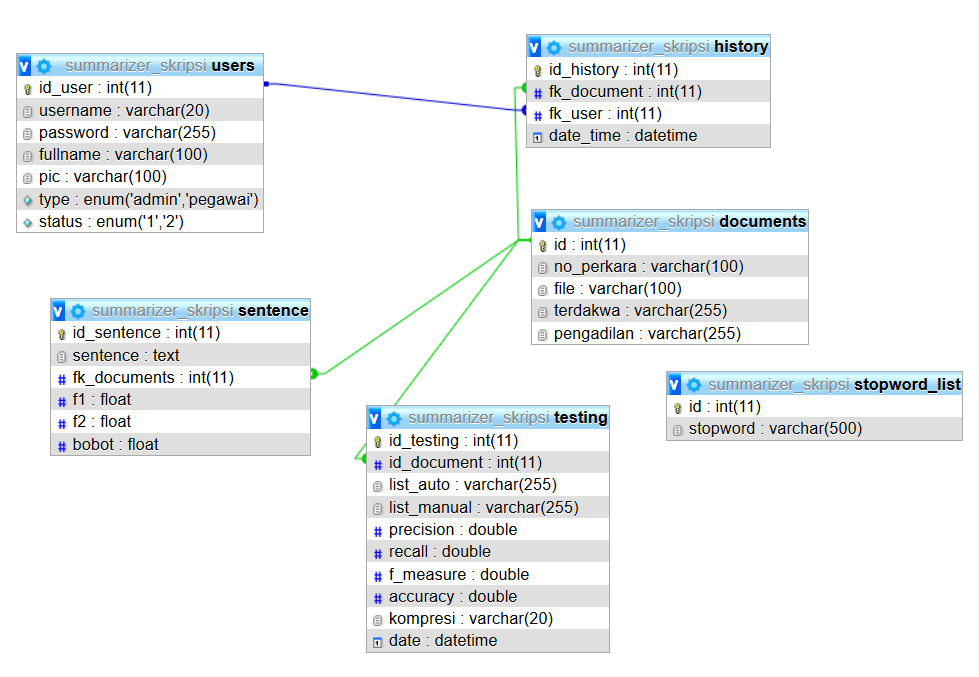 summarizer_skripsi users
id_user : int(11)
username : varchar(20)
password : varchar(255)
fullname : varchar(100)
pic : varchar(100)
type : enum('admin','pegawai')
status : enum('1','2')
summarizer_skripsi history
id_history : int(11)
fk_document : int(11)
fk_user : int(11)
date_time : datetime
summarizer_skripsi documents
id : int(11)
no_perkara : varchar(100)
file : varchar(100)
terdakwa : varchar(255)
pengadilan : varchar(255)
summarizer_skripsi sentence
id_sentence : int(11)
sentence : text
fk_documents : int(11)
f1 : float
f2 : float
bobot : float
summarizer_skripsi testing
id_testing : int(11)
id_document : int(11)
list_auto : varchar(255)
list_manual : varchar(255)
precision : double
recall : double
f_measure : double
accuracy : double
kompresi : varchar(20)
date : datetime
summarizer_skripsi stopword_list
id : int(11)
stopword : varchar(500)